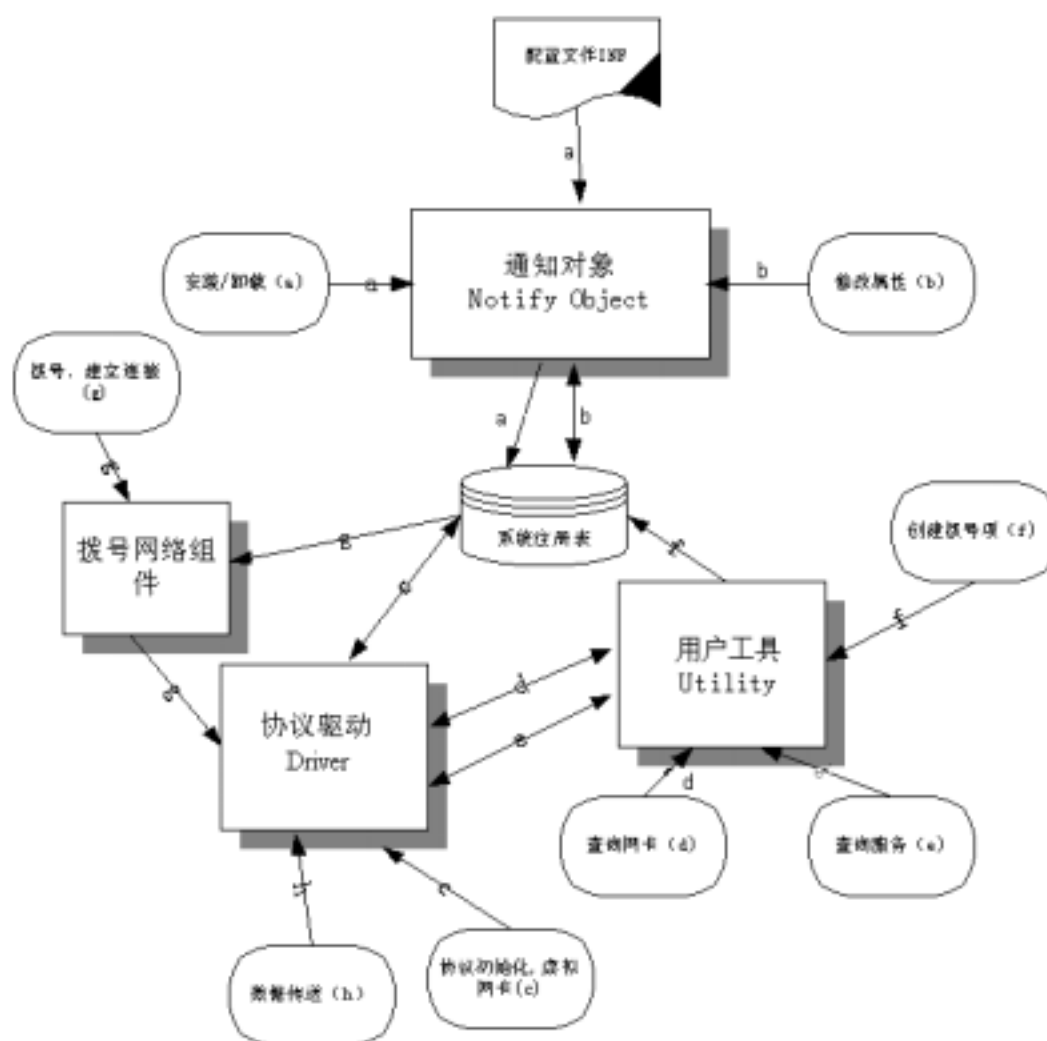 配置文件INF
a
安装/卸载（a）
a
通知对象
Notify Object
b
修改属性（b）
拨号、建立连接
(g)
a
b
g
系统注册表
拨号网络组
件
g
f
创建拨号项（f）
c
f
用户工具
Utility
g
d
协议驱动
Driver
e
d
e
查询网卡（d）
查询服务（e）
h
c
数据传送（h）
协议初始化,虚拟
网卡(c)